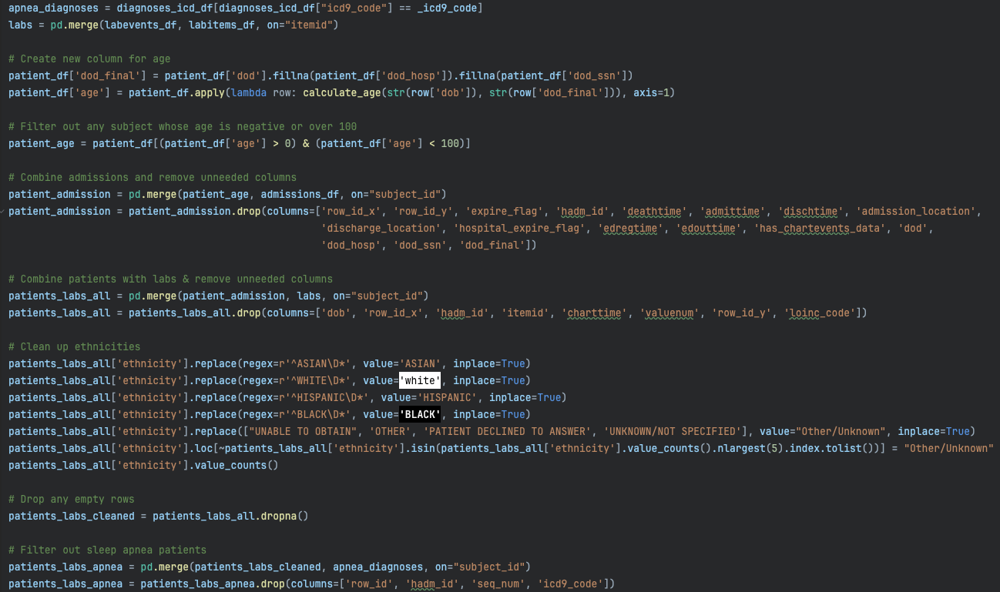 apnea_diagnoses = diagnoses_icd_df[diagnoses_icd_df["icd9_code"] == _icd9_code]
labs = pd.merge(labevents_df, labitems_df, on="itemid")
# Create new column for age
patient_df['dod_final'] = patient_df['dod'].fillna(patient_df['dod_hosp']).fillna(patient_df['dod_ssn'])
patient_df['age'] = patient_df.apply(lambda row: calculate_age(str(row['dob']), str(row['dod_final'])), axis=1)
# Filter out any subject whose age is negative or over 100
patient_age = patient_df[(patient_df['age'] > 0) & (patient_df['age'] < 100)]
# Combine admissions and remove unneeded columns
patient_admission = pd.merge(patient_age, admissions_df, on="subject_id")
patient_admission = patient_admission.drop(columns=['row_id_x', 'row_id_y', 'expire_flag', 'hadm_id', 'deathtime', 'admittime', 'dischtime', 'admission_location',
'discharge_location', 'hospital_expire_flag', 'edregtime', 'edouttime', 'has_chartevents_data', 'dod',
'dod_hosp', 'dod_ssn', 'dod_final'])
# Combine patients with labs & remove unneeded columns
patients_labs_all = pd.merge(patient_admission, labs, on="subject_id")
patients_labs_all = patients_labs_all.drop(columns=['dob', 'row_id_x', 'hadm_id', 'itemid', 'charttime', 'valuenum', 'row_id_y', 'loinc_code'])
# Clean up ethnicities
patients_labs_all['ethnicity'].replace(regex=r'^ASIAN\D*', value='ASIAN', inplace=True)
patients_labs_all['ethnicity'].replace(regex=r'^WHITE\D*', value='white', inplace=True)
patients_labs_all['ethnicity'].replace(regex=r'^HISPANIC\D*', value='HISPANIC', inplace=True)
patients_labs_all['ethnicity'].replace(regex=r'^BLACK\D*', value='BLACK', inplace=True)
patients_labs_all['ethnicity'].replace(["UNABLE TO OBTAIN", 'OTHER', 'PATIENT DECLINED TO ANSWER', 'UNKNOWN/NOT SPECIFIED'], value="Other/Unknown", inplace=True)
patients_labs_all['ethnicity'].loc[~patients_labs_all['ethnicity'].isin(patients_labs_all['ethnicity'].value_counts().nlargest(5).index.tolist())] = "Other/Unknown"
patients_labs_all['ethnicity'].value_counts()
# Drop any empty rows
patients_labs_cleaned = patients_labs_all.dropna()
# Filter out sleep apnea patients
patients_labs_apnea = pd.merge(patients_labs_cleaned, apnea_diagnoses, on="subject_id")
patients_labs_apnea = patients_labs_apnea.drop(columns=['row_id', 'hadm_id', 'seq_num', 'icd9_code'])